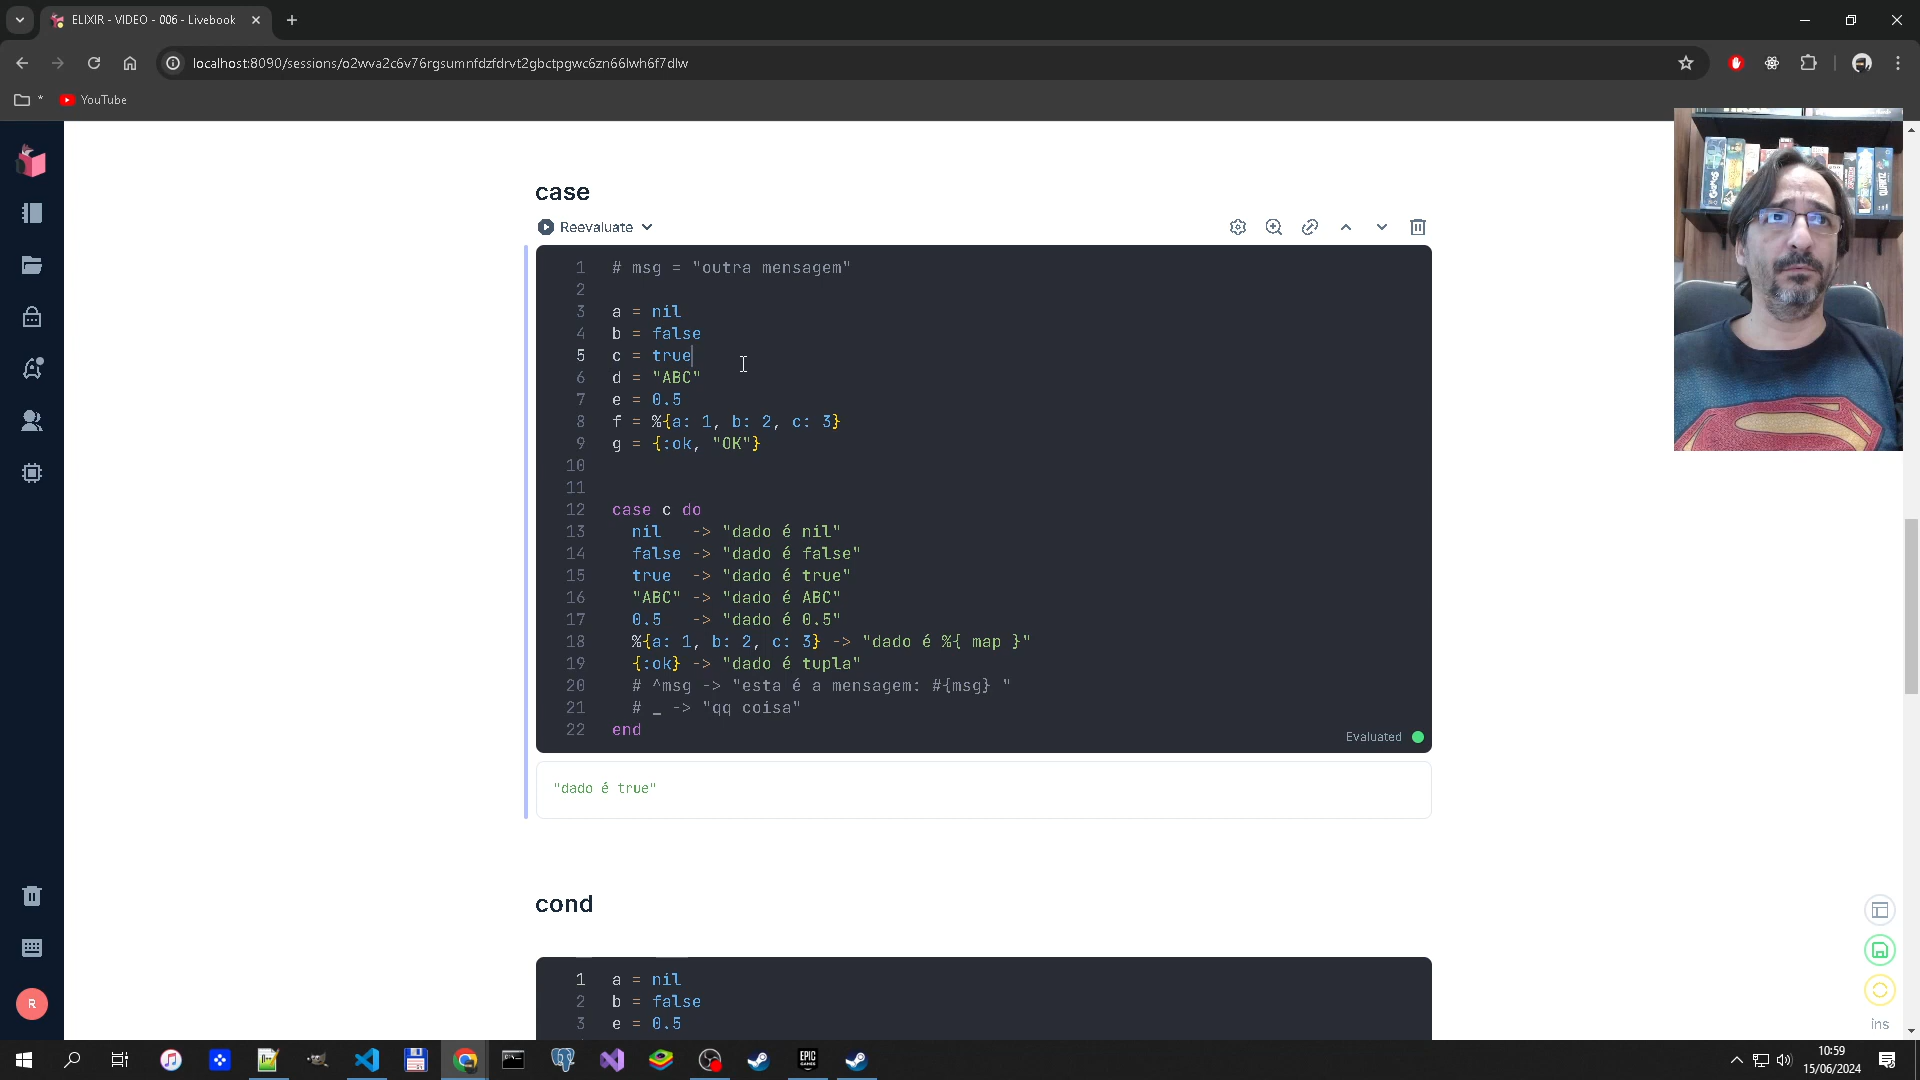 ELIXIR - VIDEO - 006 - Livebook
localhost:8090/sessions/o2wva2c6v76rgsumnfdzfdrvt2gbctpgwc6zn66lwh6f7dlw
*
YouTube
case
Reevaluate
1 # msg = "outra mensagem"
2
3 a = nil
4 b = false
5 c = true
6 d = "ABC"
7 e = 0.5
8 f = %{a: 1, b: 2, c: 3}
9 g = {:ok, "OK"}
10
11
12 case c do
13 nil -> "dado é nil"
14 false -> "dado é false"
15 true -> "dado é true"
16 "ABC" -> "dado é ABC"
17 0.5 -> "dado é 0.5"
18 %{a: 1, b: 2, c: 3} -> "dado é %{ map }"
19 {:ok} -> "dado é tupla"
20 # ^msg -> "esta é a mensagem: #{msg} "
21 # _ -> "qq coisa"
22 end
Evaluated
"dado é true"
cond
1 a = nil
2 b = false
3 e = 0.5
R
ins
EPIC GAMES
10:59
15/06/2024